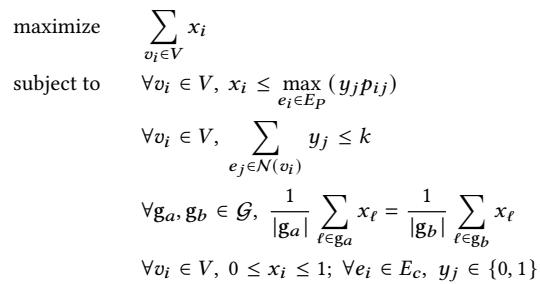 maximize ∑_{v_i∈V} x_i
subject to ∀v_i ∈ V, x_i ≤ max_{e_i∈E_P} (y_j p_{ij})
∀v_i ∈ V, ∑_{e_j∈N(v_i)} y_j ≤ k
∀g_a, g_b ∈ G, 1/|g_a| ∑_{ℓ∈g_a} x_ℓ = 1/|g_b| ∑_{ℓ∈g_b} x_ℓ
∀v_i ∈ V, 0 ≤ x_i ≤ 1; ∀e_i ∈ E_c, y_j ∈ {0, 1}